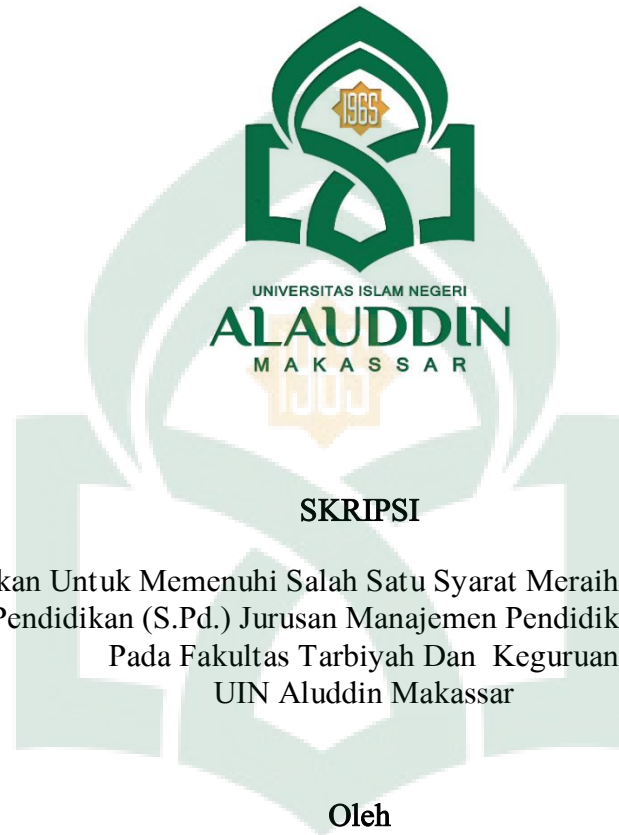 1965
UNIVERSITAS ISLAM NEGERI
ALAUDDIN
MAKASSAR
1965
SKRIPSI
kan Untuk Memenuhi Salah Satu Syarat Meraih
Pendidikan (S.Pd.) Jurusan Manajemen Pendidik
Pada Fakultas Tarbiyah Dan Keguruan
UIN Aluddin Makassar
Oleh